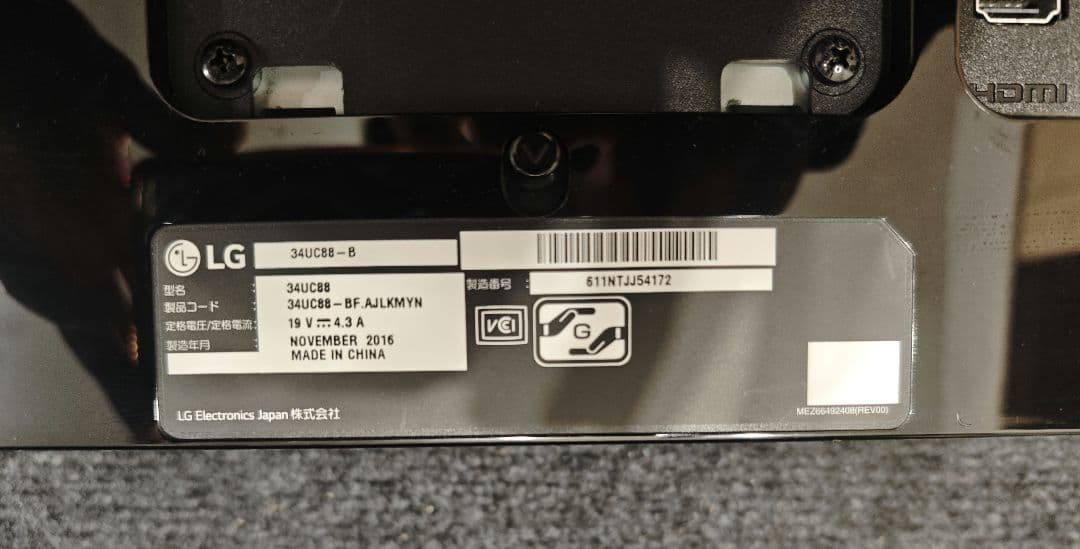 HDMI
LG
34UC88-B
型名 : 34UC88
製品コード : 34UC88-BF.AJLKMYN
定格電圧/定格電流: 19 V ⎓ 4.3 A
製造年月 : NOVEMBER 2016
MADE IN CHINA
製造番号 : 611NTJJ54172
VCI
G
LG Electronics Japan 株式会社
MEZ66492408(REV00)